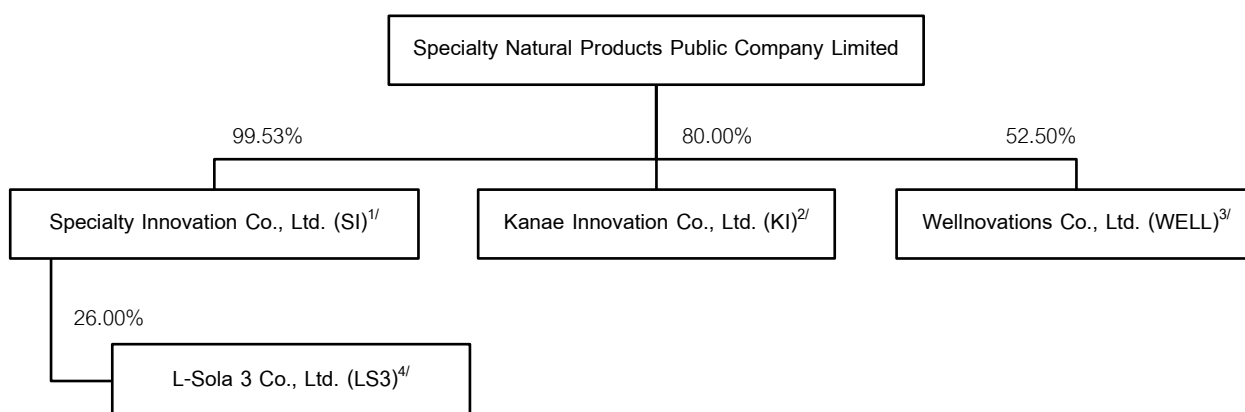 Specialty Natural Products Public Company Limited
99.53%
80.00%
52.50%
Specialty Innovation Co., Ltd. (SI)1/
Kanae Innovation Co., Ltd. (KI)2/
Wellnovations Co., Ltd. (WELL)3/
26.00%
L-Sola 3 Co., Ltd. (LS3)4/